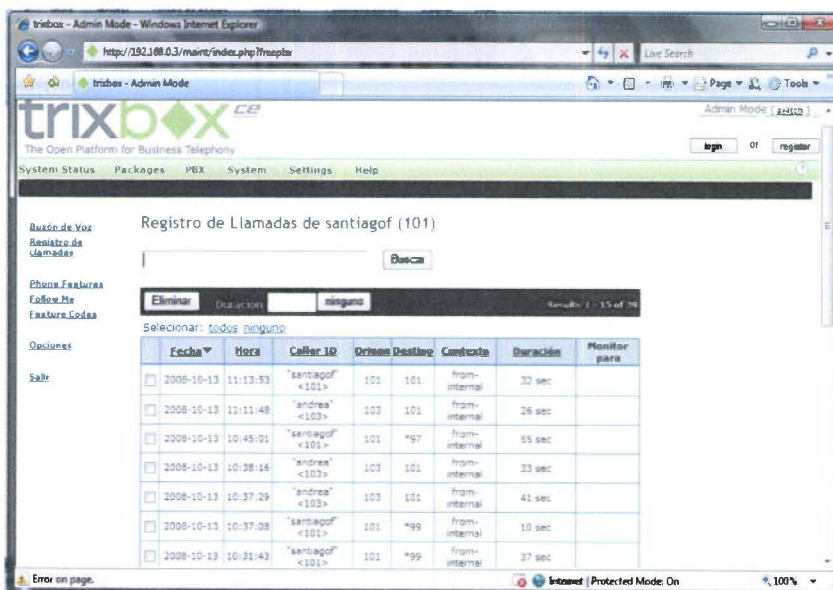 trixbox - Admin Mode - Windows Internet Explorer
http://192.168.0.3/maint/index.php?freepbx
Live Search
trixbox - Admin Mode
Page
Tools
trixbox CE
The Open Platform for Business Telephony
Admin Mode [ switch ]
login or register
System Status Packages PBX System Settings Help
Buzón de Voz
Registro de Llamadas
Phone Features
Follow Me
Feature Codes
Opciones
Salir
Registro de Llamadas de santiagof (101)
Buscar
Eliminar Duración ninguno Results 1 - 15 of 39
Selecionar: todos ninguno
Fecha Hora Caller ID Origen Destino Contexto Duración Monitor para
2008-10-13 11:13:53 "santiagof" <101> 101 101 from-internal 32 sec
2008-10-13 11:11:48 "andrea" <103> 103 101 from-internal 26 sec
2008-10-13 10:45:01 "santiagof" <101> 101 *97 from-internal 55 sec
2008-10-13 10:38:16 "andrea" <103> 103 101 from-internal 33 sec
2008-10-13 10:37:29 "andrea" <103> 103 101 from-internal 41 sec
2008-10-13 10:37:08 "santiagof" <101> 101 *99 from-internal 10 sec
2008-10-13 10:31:43 "santiagof" <101> 101 *99 from-internal 37 sec
Error on page.
Internet | Protected Mode: On
100%